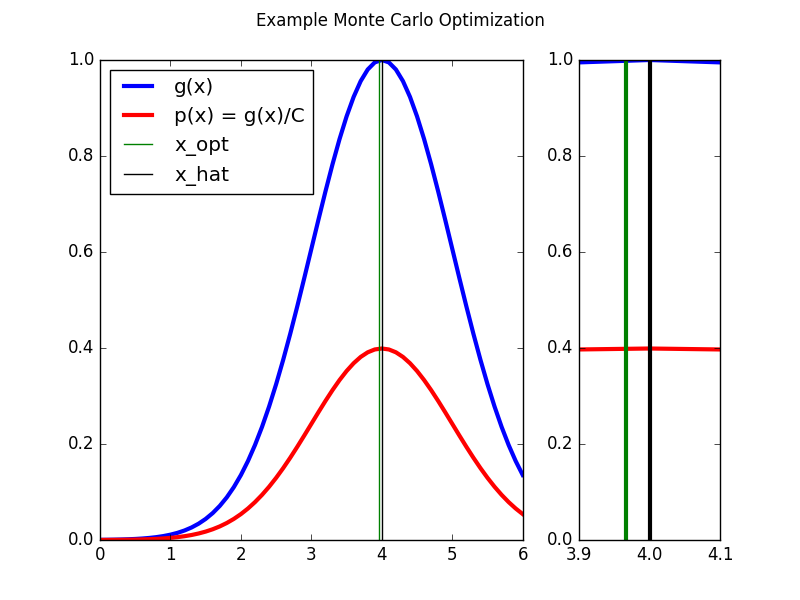 Example Monte Carlo Optimization
1.0
0.8
0.6
0.4
0.2
0.0
g(x)
p(x) = g(x)/C
x_opt
x_hat
0 1 2 3 4 5 6
1.0
0.8
0.6
0.4
0.2
0.0
3.9 4.0 4.1